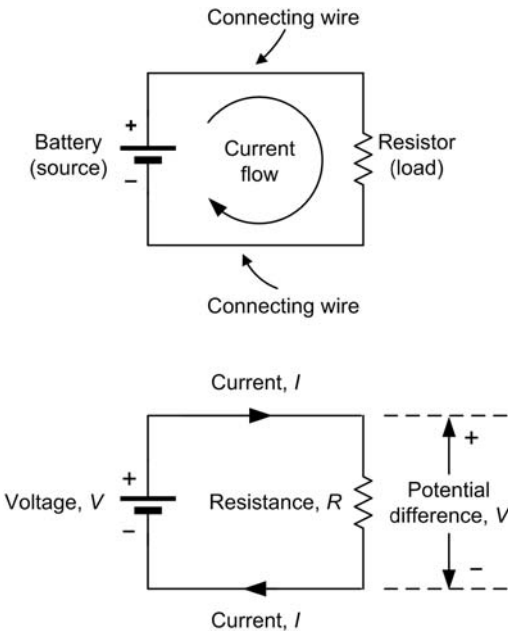 Connecting wire
+
Battery
(source)
−
Current
flow
Resistor
(load)
Connecting wire
Current, I
+
Voltage, V
−
Resistance, R
+
Potential
difference, V
−
Current, I